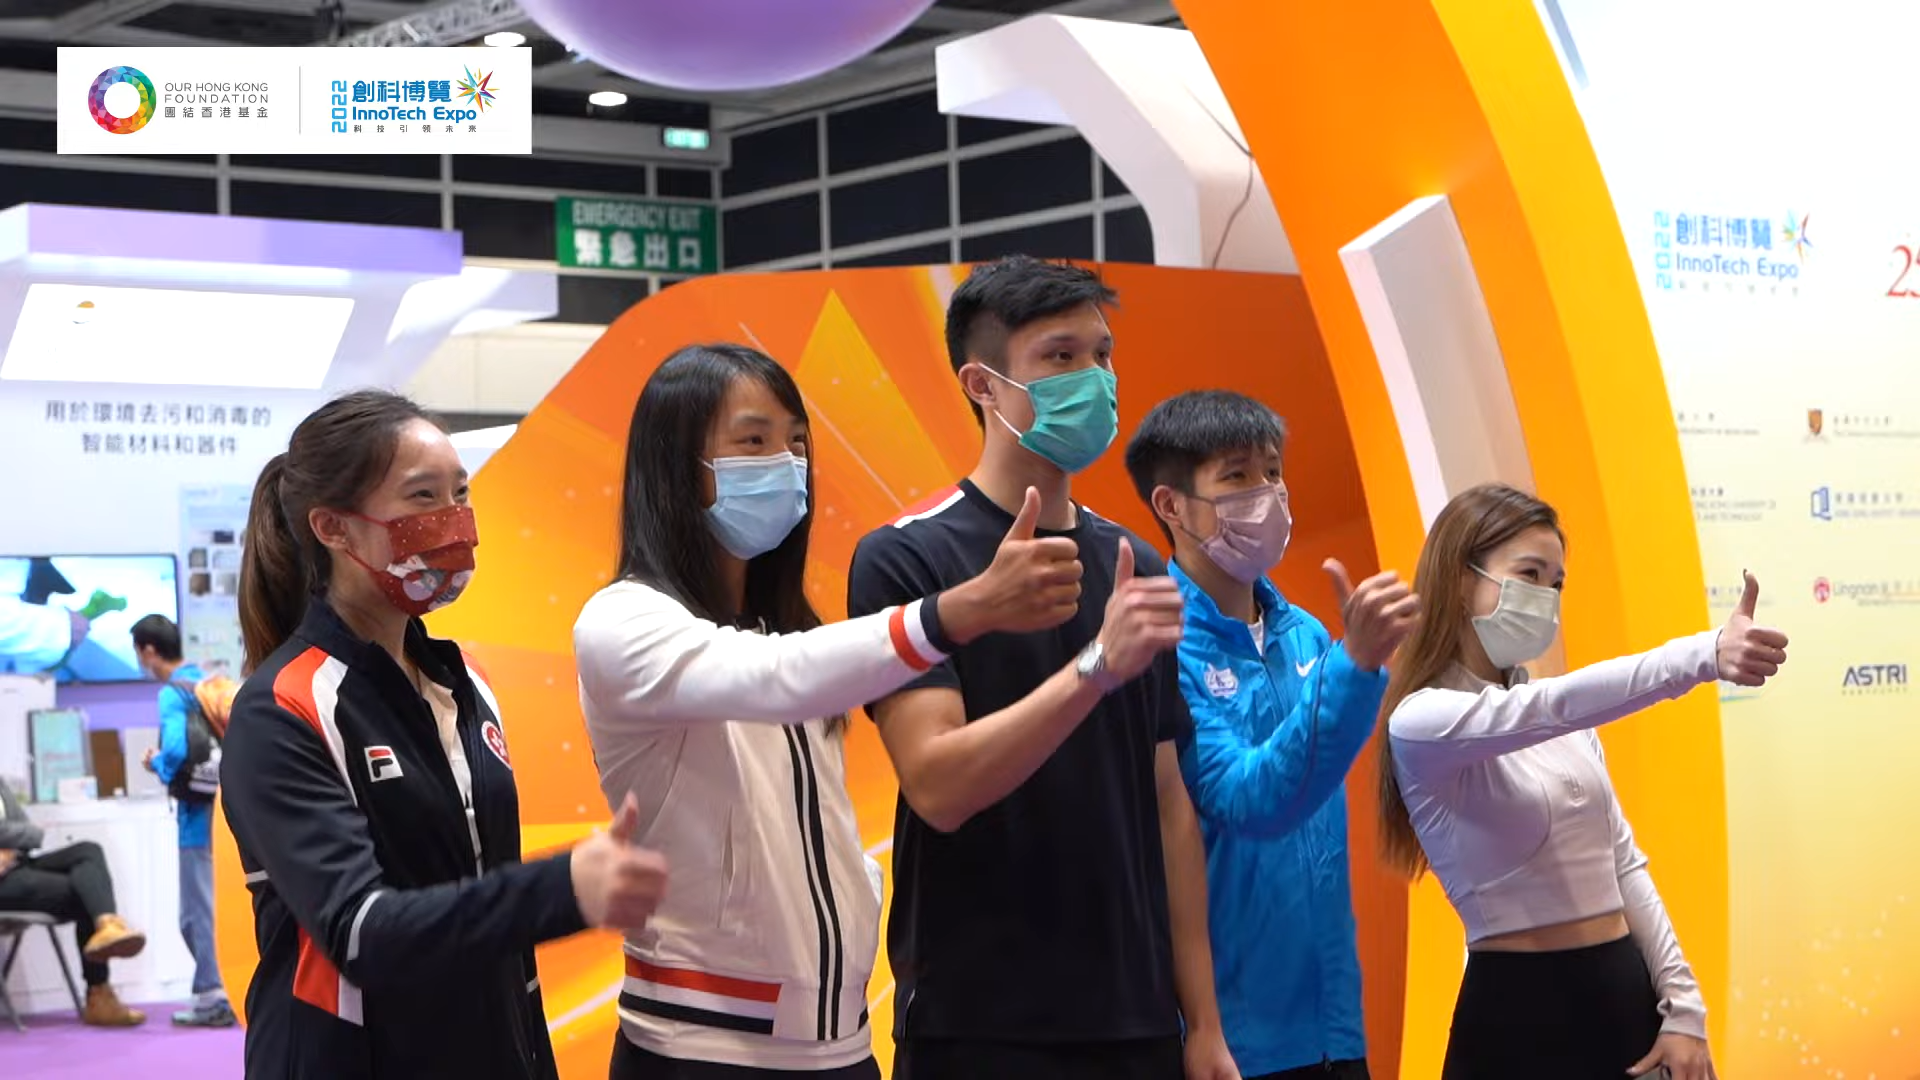 OUR HONG KONG
FOUNDATION
團結香港基金
2022
創科博覽
InnoTech Expo
科技引領未來
EMERGENCY EXIT
緊急出口
用於環境去污和消毒的
智能材料和器件
2022
創科博覽
InnoTech Expo
25
Lingnan
ASTRI